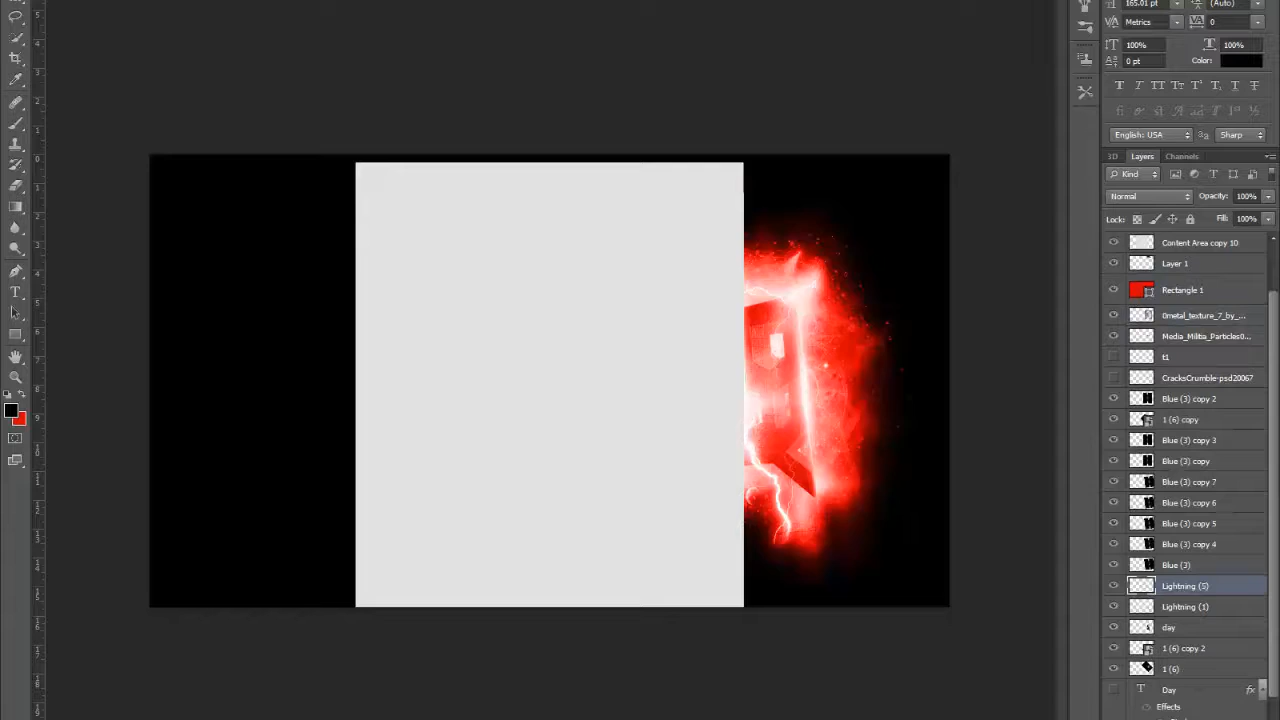 165.01 pt (Auto)
Metrics 0
100% 100%
0 pt Color:
English: USA Sharp
3D Layers Channels
Kind
Normal Opacity: 100%
Lock: Fill: 100%
Content Area copy 10
Layer 1
Rectangle 1
0metal_texture_7_by_...
Media_Militia_Particles0...
t1
CracksCrumble-psd20067
Blue (3) copy 2
1 (6) copy
Blue (3) copy 3
Blue (3) copy
Blue (3) copy 7
Blue (3) copy 6
Blue (3) copy 5
Blue (3) copy 4
Blue (3)
Lightning (5)
Lightning (1)
day
1 (6) copy 2
1 (6)
T Day fx
Effects